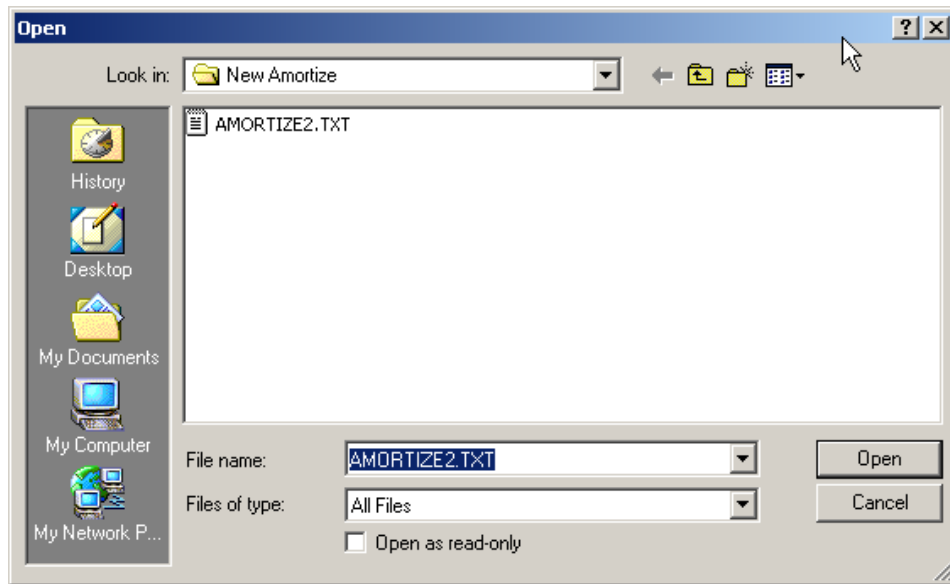 Open
Look in: New Amortize
AMORTIZE2.TXT
History
Desktop
My Documents
My Computer
My Network P...
File name: AMORTIZE2.TXT Open
Files of type: All Files Cancel
Open as read-only